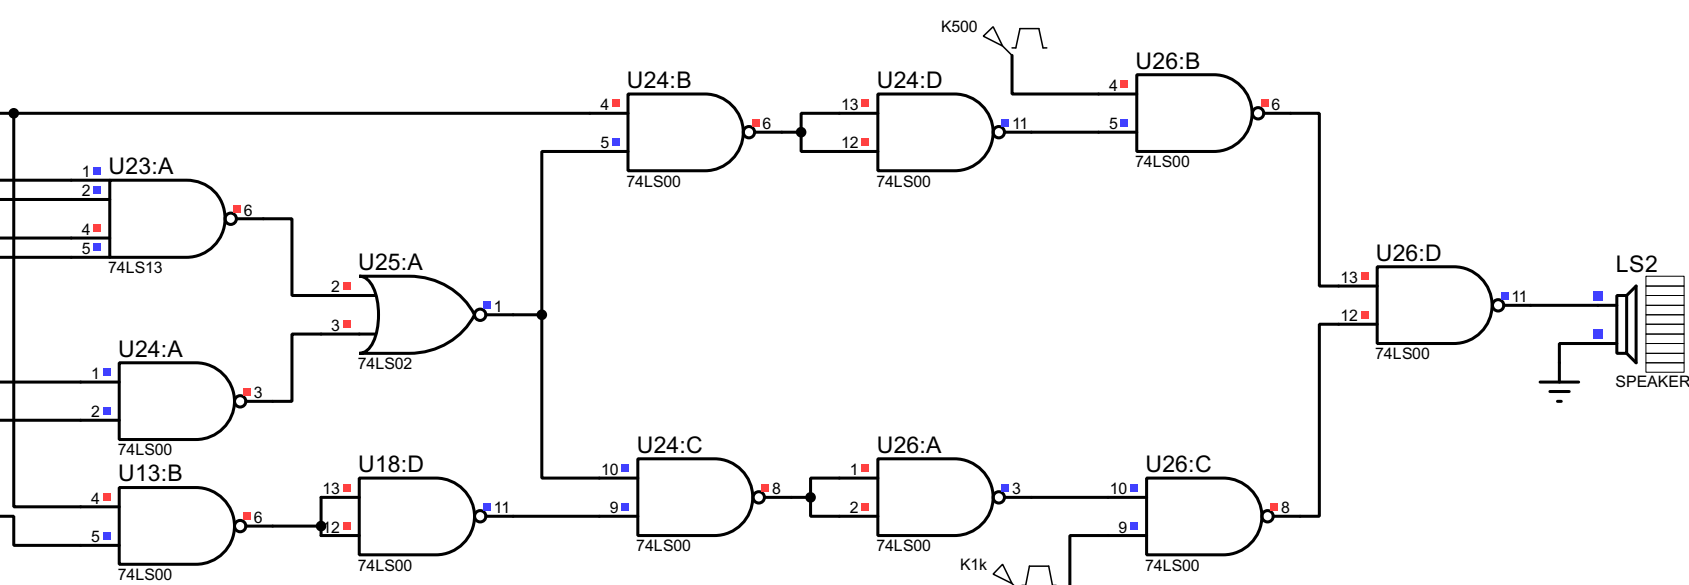 K500
U26:B
4
5
6
74LS00
U24:B
4
5
6
74LS00
U24:D
13
12
11
74LS00
U23:A
1
2
4
5
6
74LS13
U25:A
2
3
1
74LS02
U26:D
13
12
11
74LS00
LS2
SPEAKER
U24:A
1
2
3
74LS00
U13:B
4
5
6
74LS00
U18:D
13
12
11
74LS00
U24:C
10
9
8
74LS00
U26:A
1
2
3
74LS00
U26:C
10
9
8
74LS00
K1k